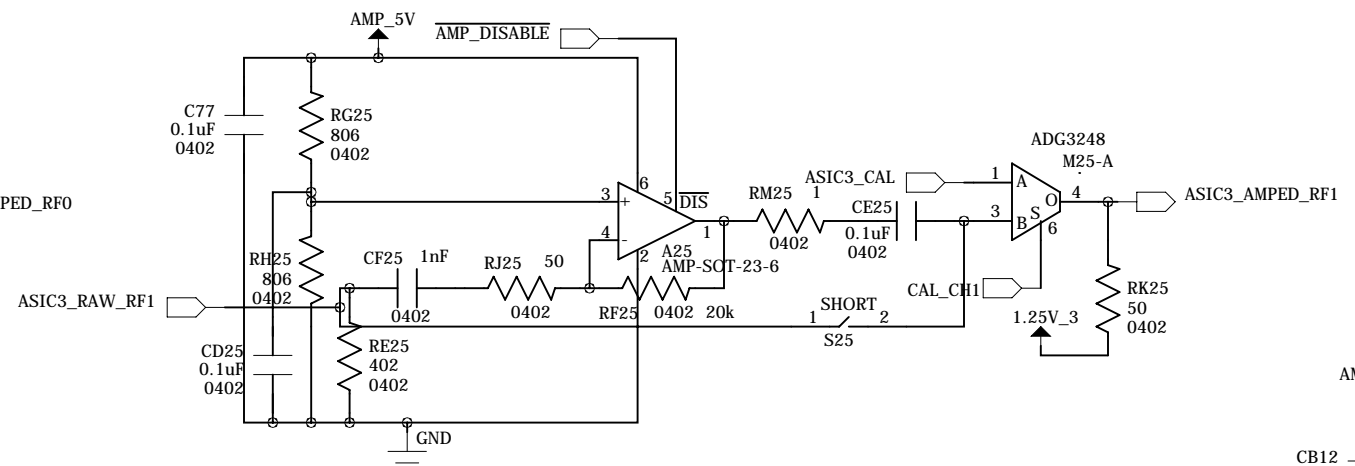 AMP_5V
AMP_DISABLE
C77
0.1uF
0402
RG25
806
0402
ADG3248
M25-A
PED_RF0
3
+
6
5
DIS
4
-
2
1
A25
AMP-SOT-23-6
RM25
1
0402
ASIC3_CAL
CE25
0.1uF
0402
1
A
3
B
S
O
4
6
ASIC3_AMPED_RF1
RH25
806
0402
CF25
1nF
0402
RJ25
50
0402
RF25
0402
20k
ASIC3_RAW_RF1
CAL_CH1
SHORT
1
2
S25
1.25V_3
RK25
50
0402
CD25
0.1uF
0402
RE25
402
0402
GND
AM
CB12